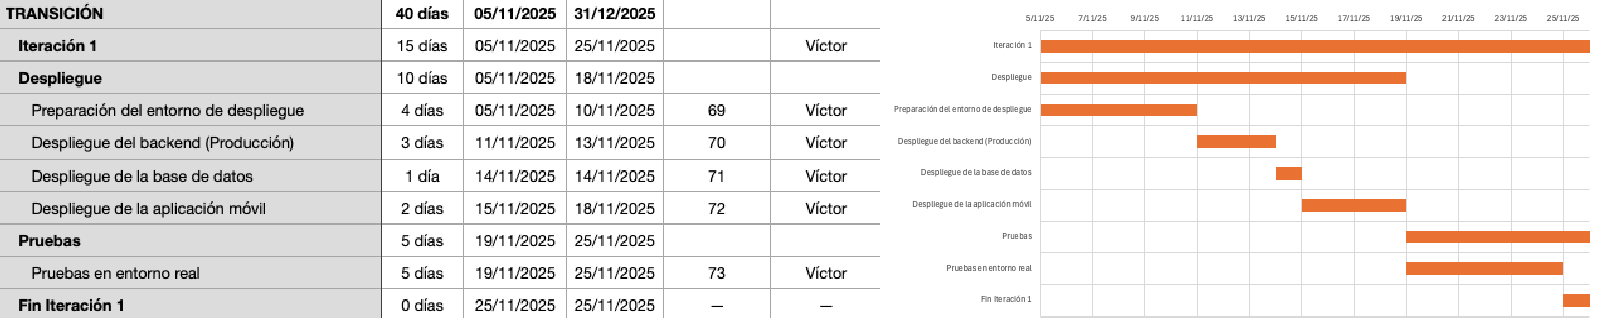 TRANSICIÓN 40 días 05/11/2025 31/12/2025
Iteración 1 15 días 05/11/2025 25/11/2025 Víctor
Despliegue 10 días 05/11/2025 18/11/2025
Preparación del entorno de despliegue 4 días 05/11/2025 10/11/2025 69 Víctor
Despliegue del backend (Producción) 3 días 11/11/2025 13/11/2025 70 Víctor
Despliegue de la base de datos 1 día 14/11/2025 14/11/2025 71 Víctor
Despliegue de la aplicación móvil 2 días 15/11/2025 18/11/2025 72 Víctor
Pruebas 5 días 19/11/2025 25/11/2025
Pruebas en entorno real 5 días 19/11/2025 25/11/2025 73 Víctor
Fin Iteración 1 0 días 25/11/2025 25/11/2025 — —
5/11/25 7/11/25 9/11/25 11/11/25 13/11/25 15/11/25 17/11/25 19/11/25 21/11/25 23/11/25 25/11/25
Iteración 1
Despliegue
Preparación del entorno de despliegue
Despliegue del backend (Producción)
Despliegue de la base de datos
Despliegue de la aplicación móvil
Pruebas
Pruebas en entorno real
Fin Iteración 1